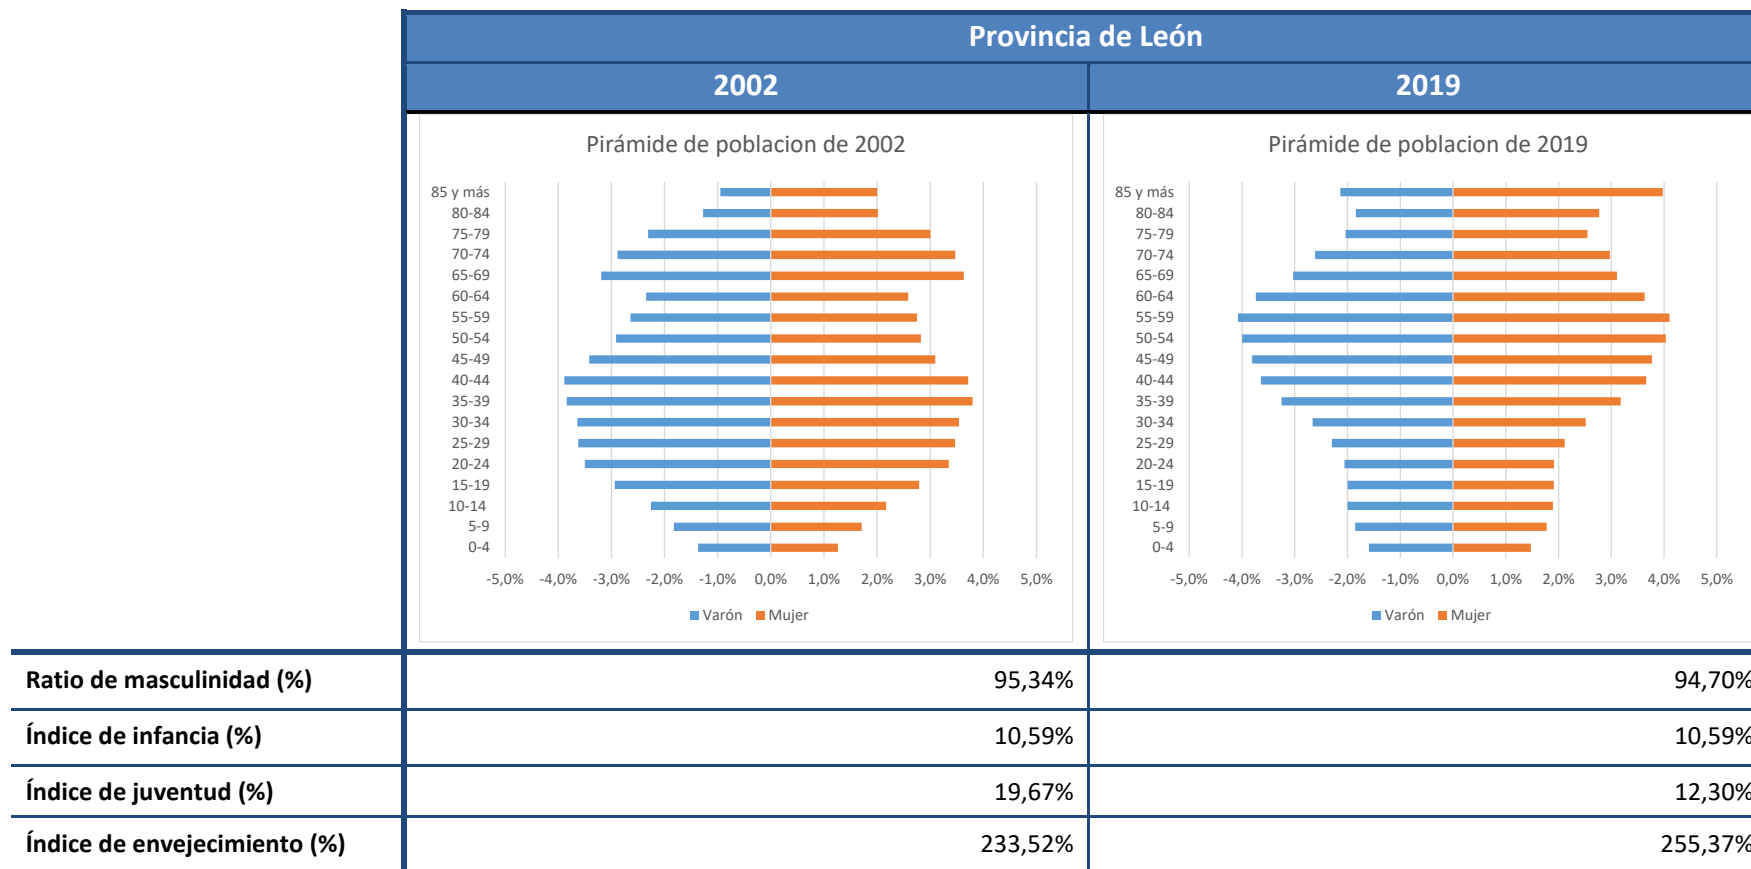 Provincia de León
2002 2019
Pirámide de poblacion de 2002
85 y más
80-84
75-79
70-74
65-69
60-64
55-59
50-54
45-49
40-44
35-39
30-34
25-29
20-24
15-19
10-14
5-9
0-4
-5,0% -4,0% -3,0% -2,0% -1,0% 0,0% 1,0% 2,0% 3,0% 4,0% 5,0%
Varón Mujer
Pirámide de poblacion de 2019
85 y más
80-84
75-79
70-74
65-69
60-64
55-59
50-54
45-49
40-44
35-39
30-34
25-29
20-24
15-19
10-14
5-9
0-4
-5,0% -4,0% -3,0% -2,0% -1,0% 0,0% 1,0% 2,0% 3,0% 4,0% 5,0%
Varón Mujer
Ratio de masculinidad (%) 95,34% 94,70%
Índice de infancia (%) 10,59% 10,59%
Índice de juventud (%) 19,67% 12,30%
Índice de envejecimiento (%) 233,52% 255,37%